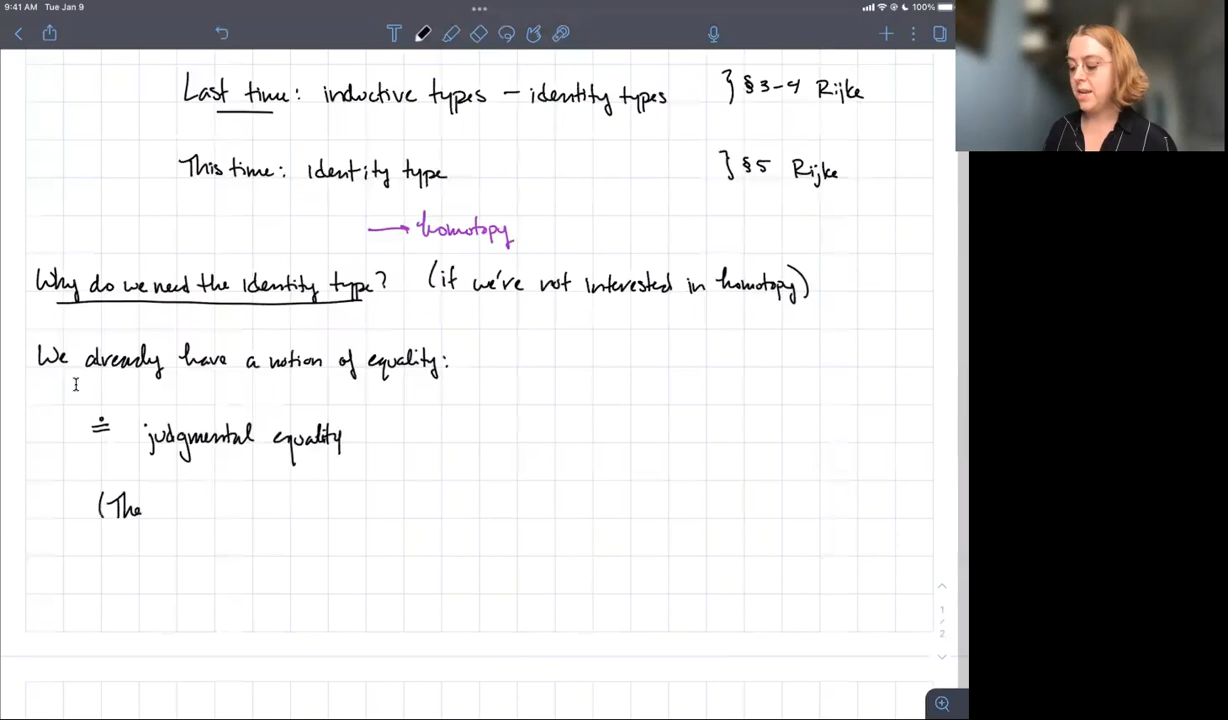 9:41 AM Tue Jan 9
100%
Last time: inductive types – identity types } §3-4 Rijke
This time: Identity type } §5 Rijke
→ homotopy
Why do we need the identity type? (if we're not interested in homotopy)
We already have a notion of equality:
≐ judgmental equality
(The
1
/
2